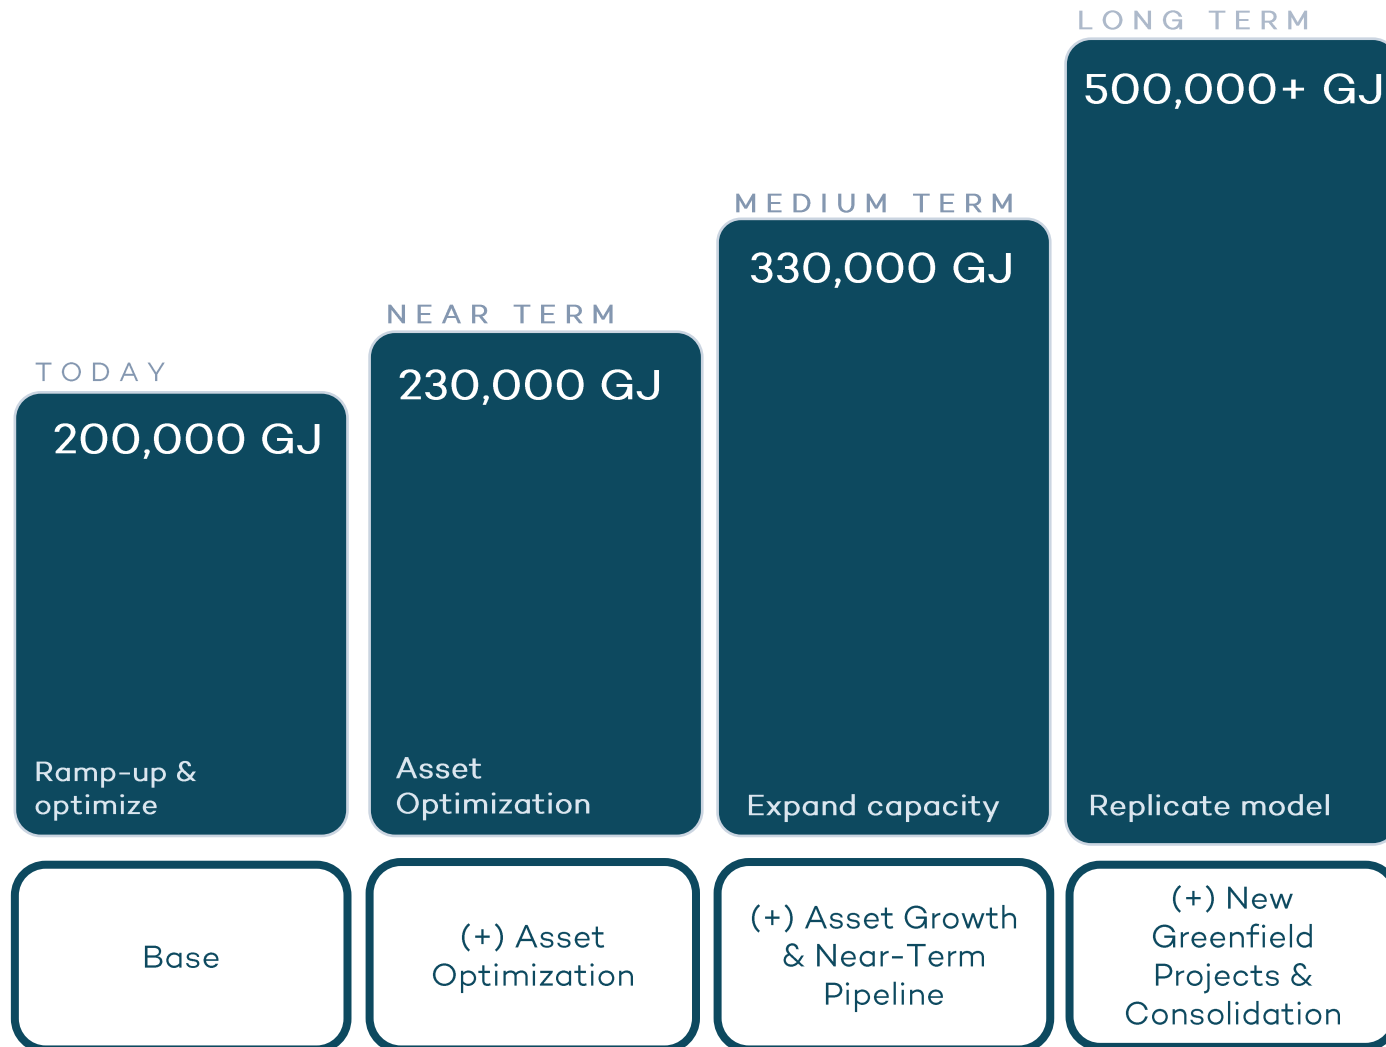 TODAY
200,000 GJ
Ramp-up &
optimize
Base
NEAR TERM
230,000 GJ
Asset
Optimization
(+) Asset
Optimization
MEDIUM TERM
330,000 GJ
Expand capacity
(+) Asset Growth
& Near-Term
Pipeline
LONG TERM
500,000+ GJ
Replicate model
(+) New
Greenfield
Projects &
Consolidation